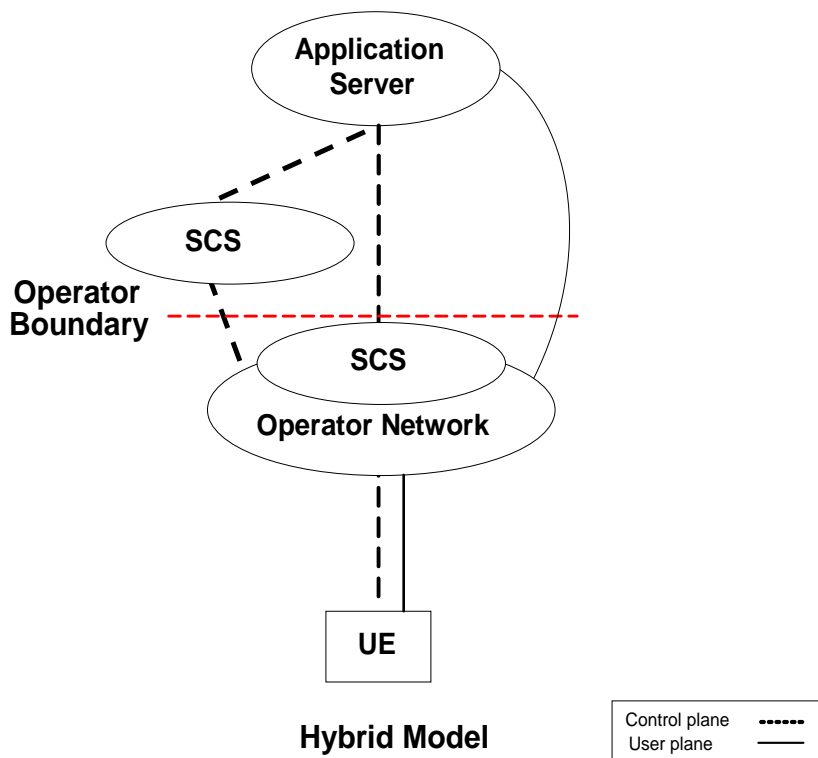 Application
Server
SCS
Operator
Boundary
SCS
Operator Network
UE
Hybrid Model
Control plane
User plane